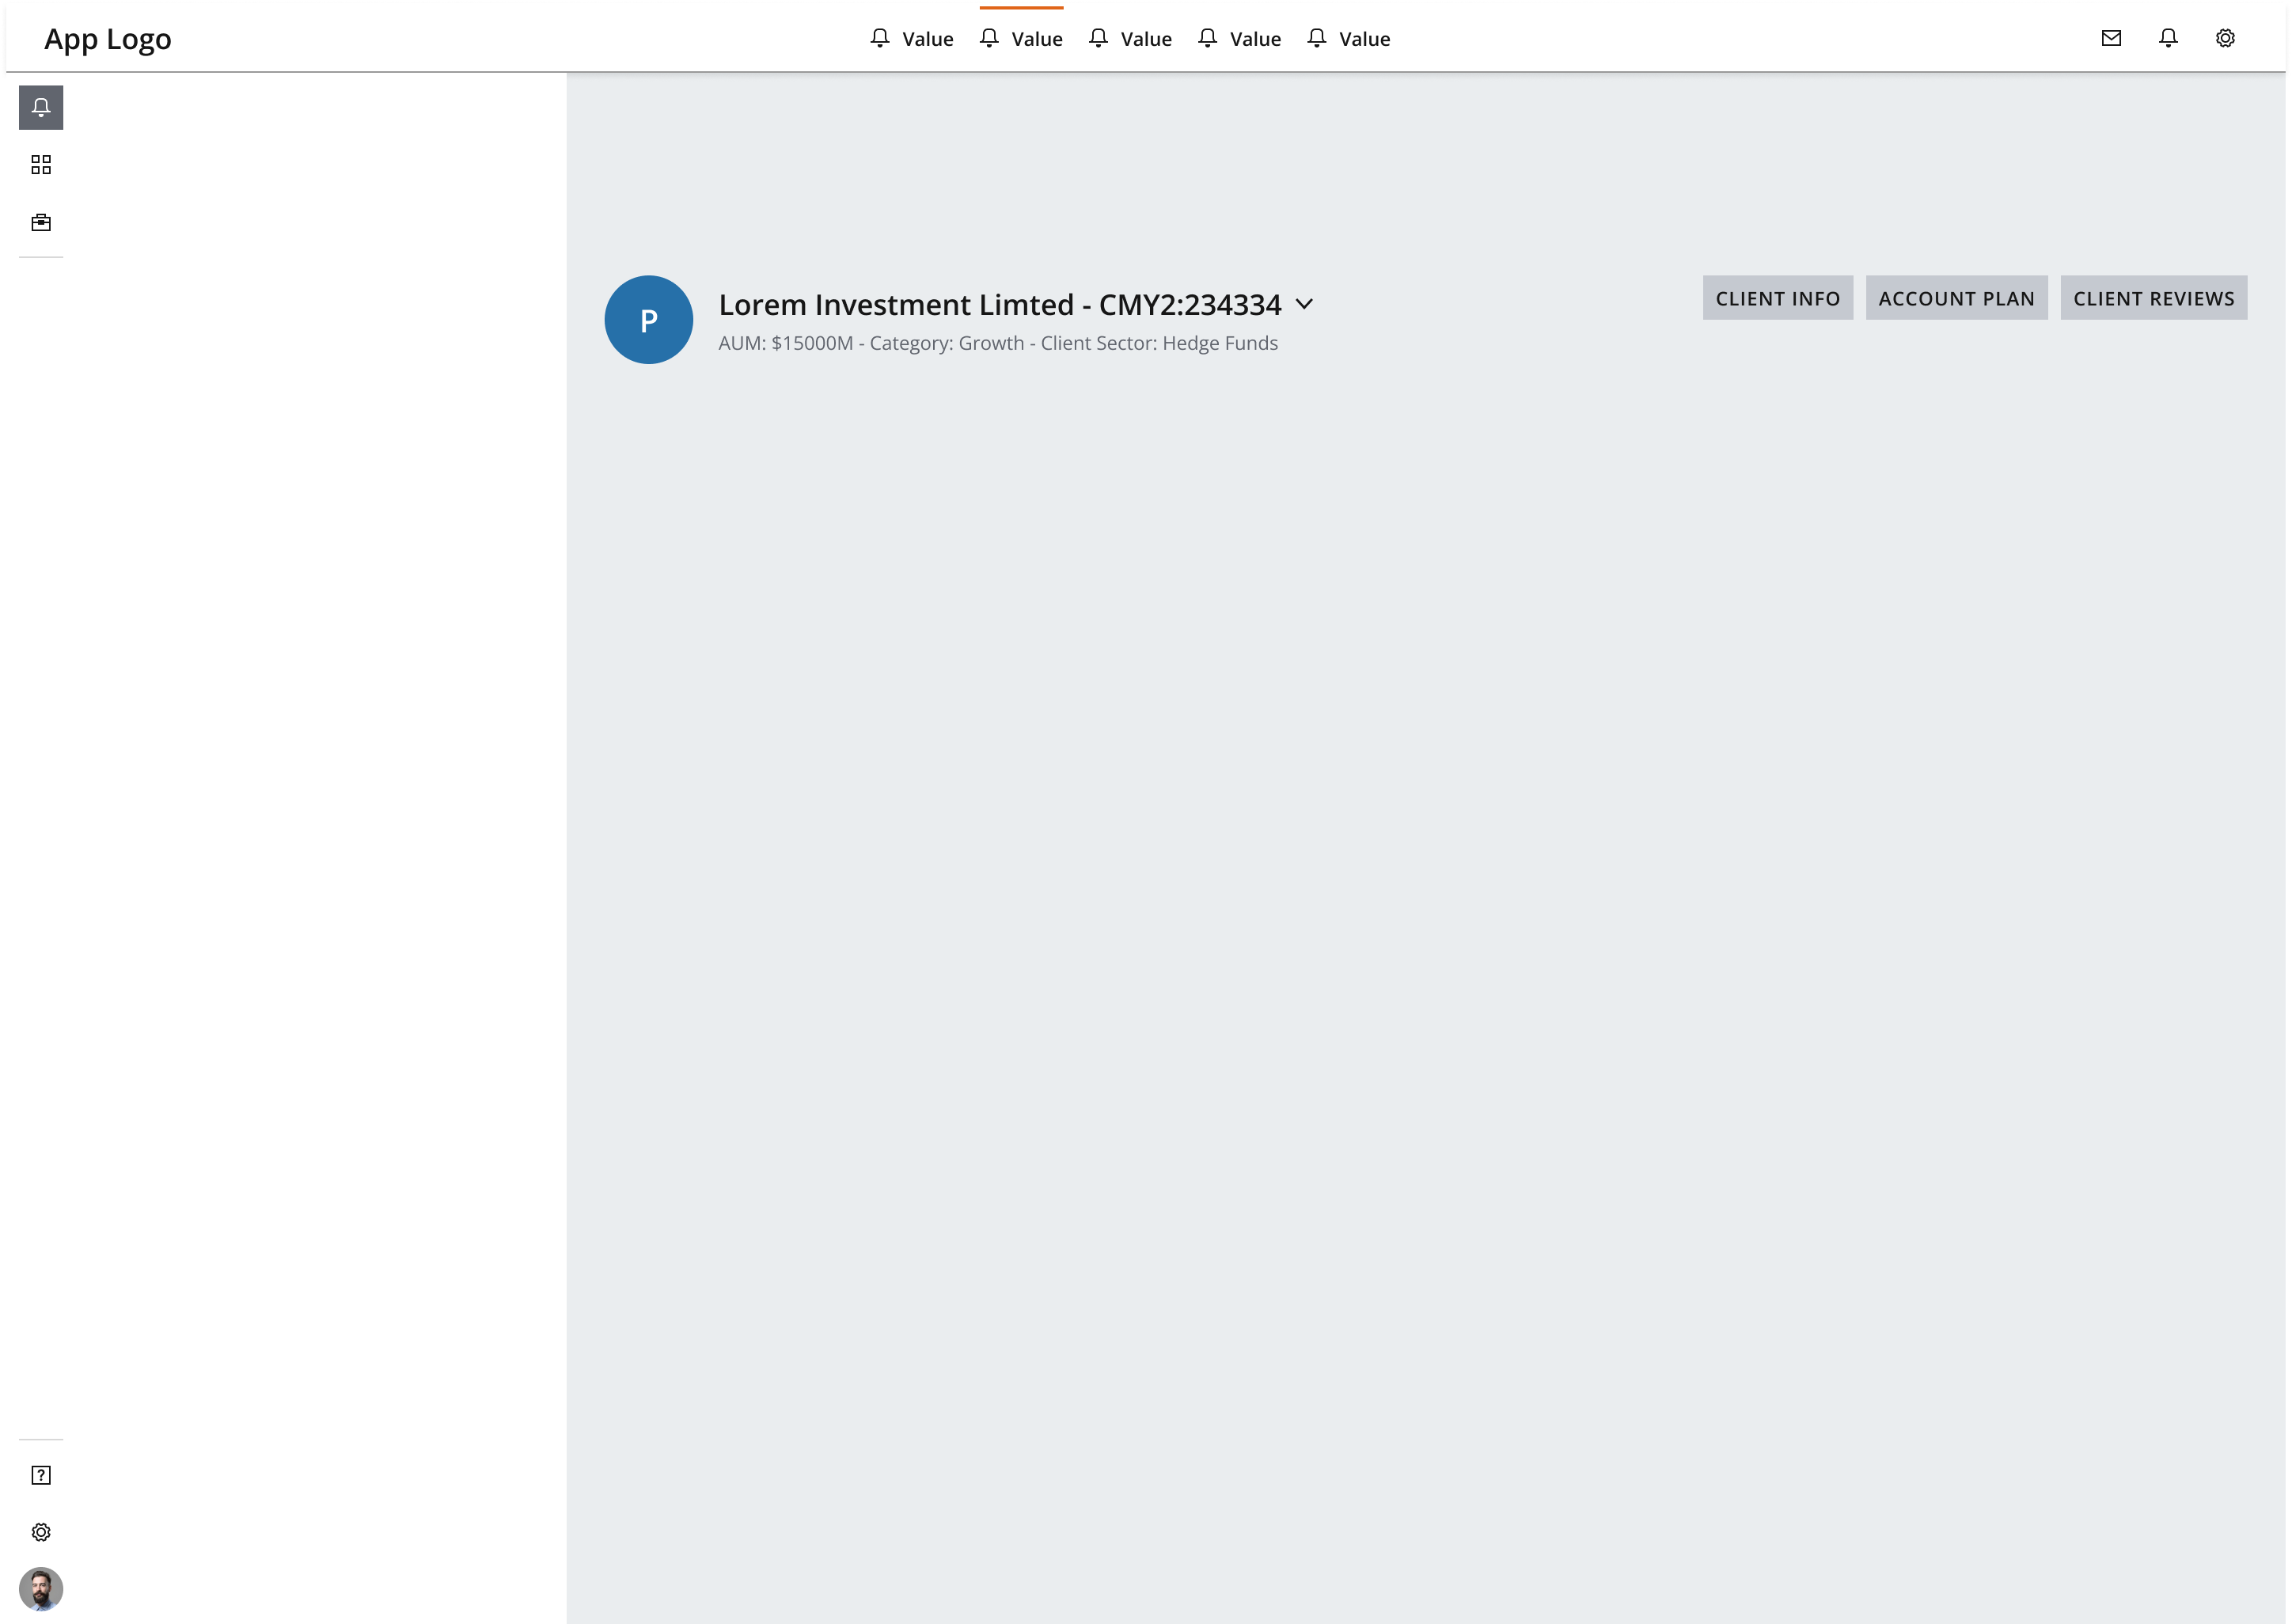 App Logo
Value Value Value Value Value
P
Lorem Investment Limted - CMY2:234334
AUM: $15000M - Category: Growth - Client Sector: Hedge Funds
CLIENT INFO ACCOUNT PLAN CLIENT REVIEWS
?